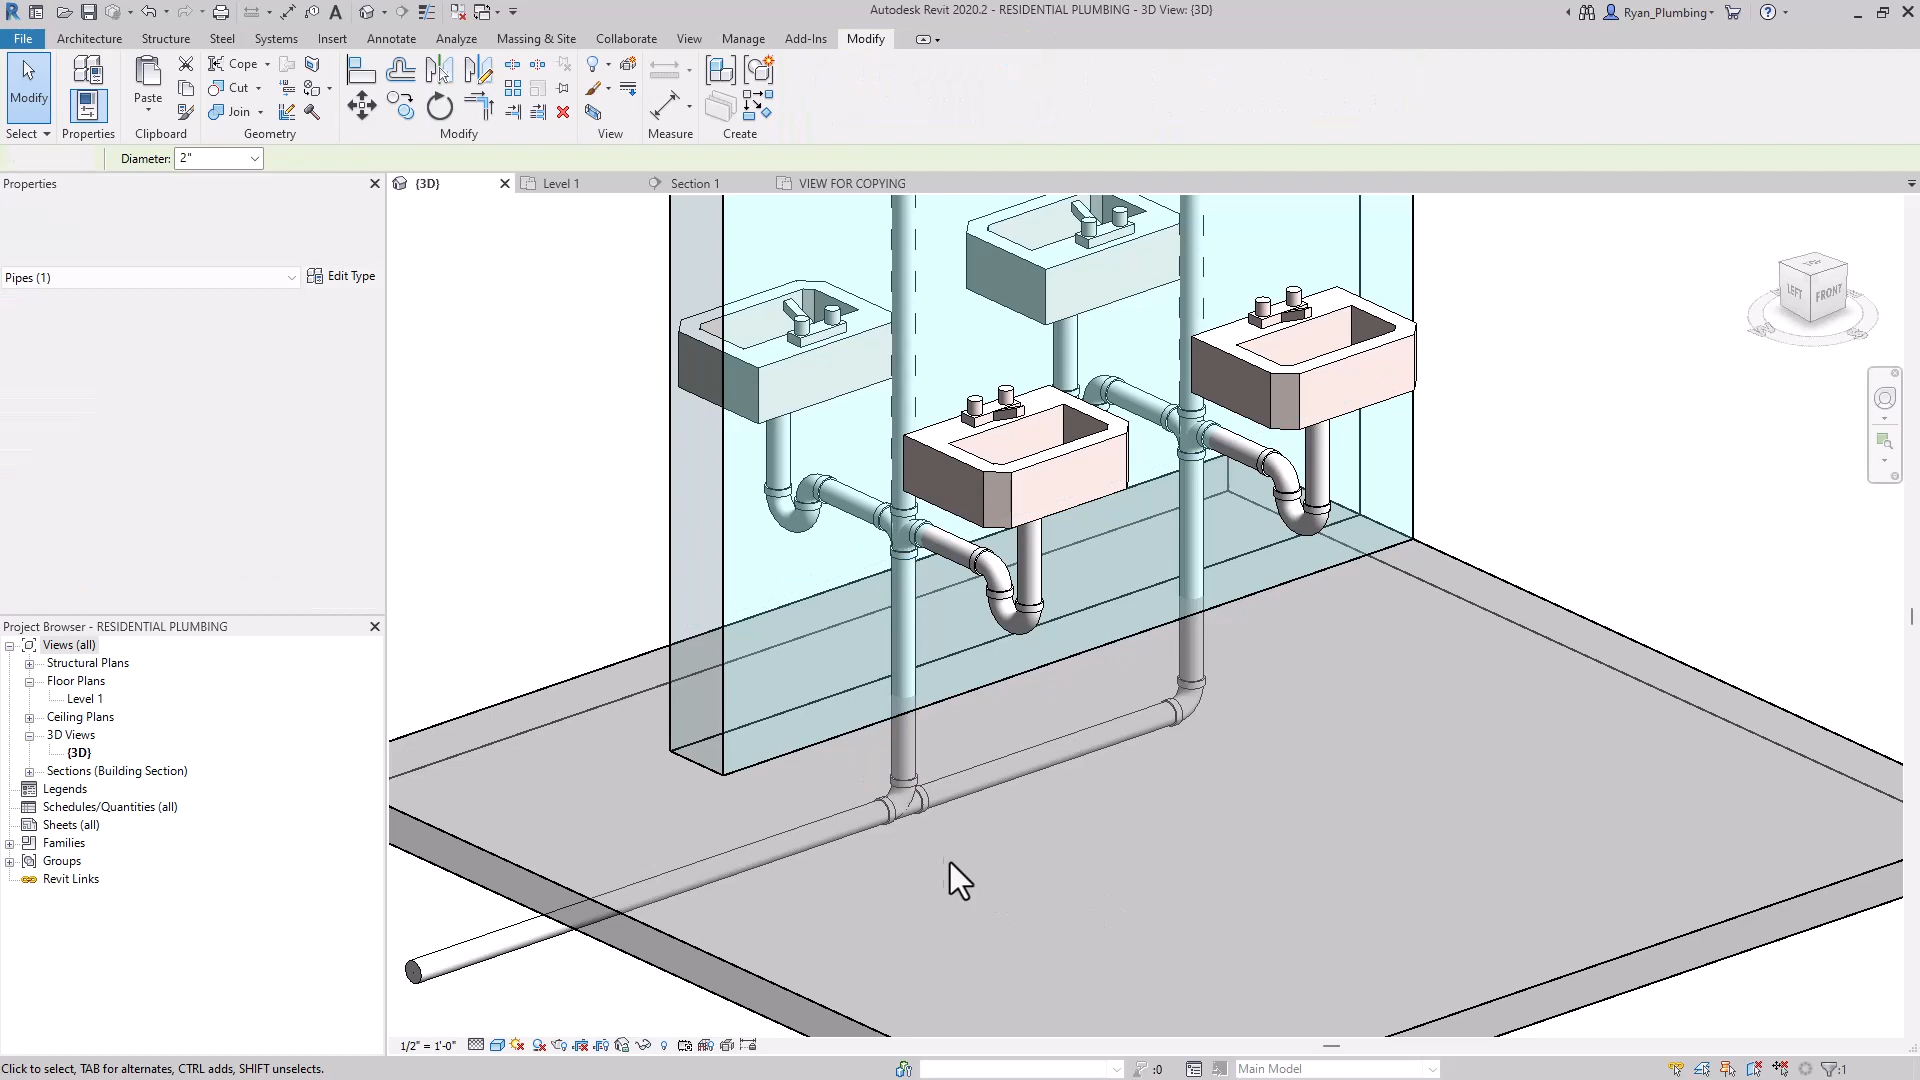 Autodesk Revit 2020.2 - RESIDENTIAL PLUMBING - 3D View: {3D}
Ryan_Plumbing
File Architecture Structure Steel Systems Insert Annotate Analyze Massing & Site Collaborate View Manage Add-Ins Modify
Modify
Paste
Cope
Cut
Join
Select Properties Clipboard Geometry Modify View Measure Create
Diameter: 2"
Properties
{3D} Level 1 Section 1 VIEW FOR COPYING
Pipes (1)
Edit Type
TOP
LEFT FRONT
Project Browser - RESIDENTIAL PLUMBING
Views (all)
Structural Plans
Floor Plans
Level 1
Ceiling Plans
3D Views
{3D}
Sections (Building Section)
Legends
Schedules/Quantities (all)
Sheets (all)
Families
Groups
Revit Links
1/2" = 1'-0"
Click to select, TAB for alternates, CTRL adds, SHIFT unselects.
:0
Main Model
:1